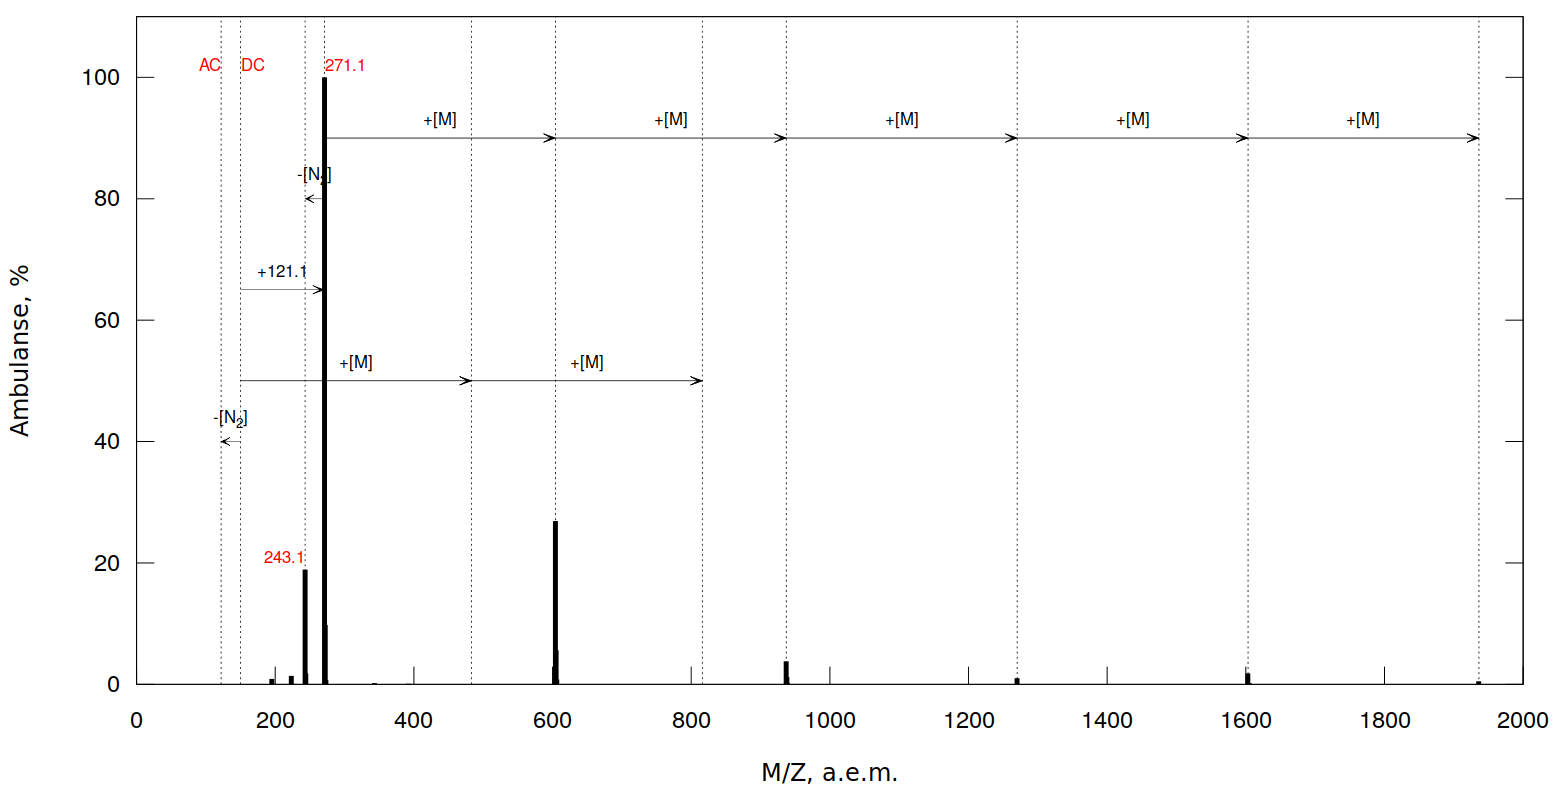 AC DC 271.1
+[M] +[M] +[M] +[M] +[M]
-[N₂]
+121.1
+[M] +[M]
-[N₂]
243.1
100
80
60
40
20
0
Ambulanse, %
0 200 400 600 800 1000 1200 1400 1600 1800 2000
M/Z, a.e.m.